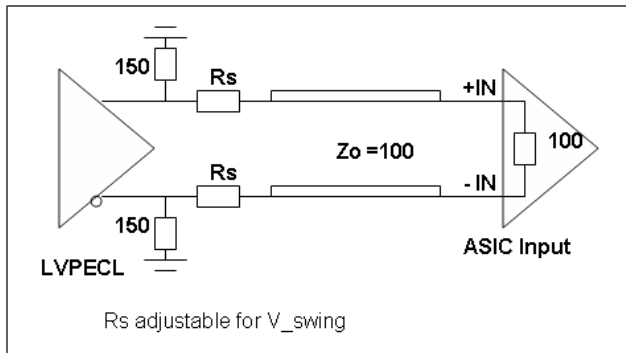 150
Rs
+IN
Zo =100
100
Rs
- IN
150
ASIC Input
LVPECL
Rs adjustable for V_swing